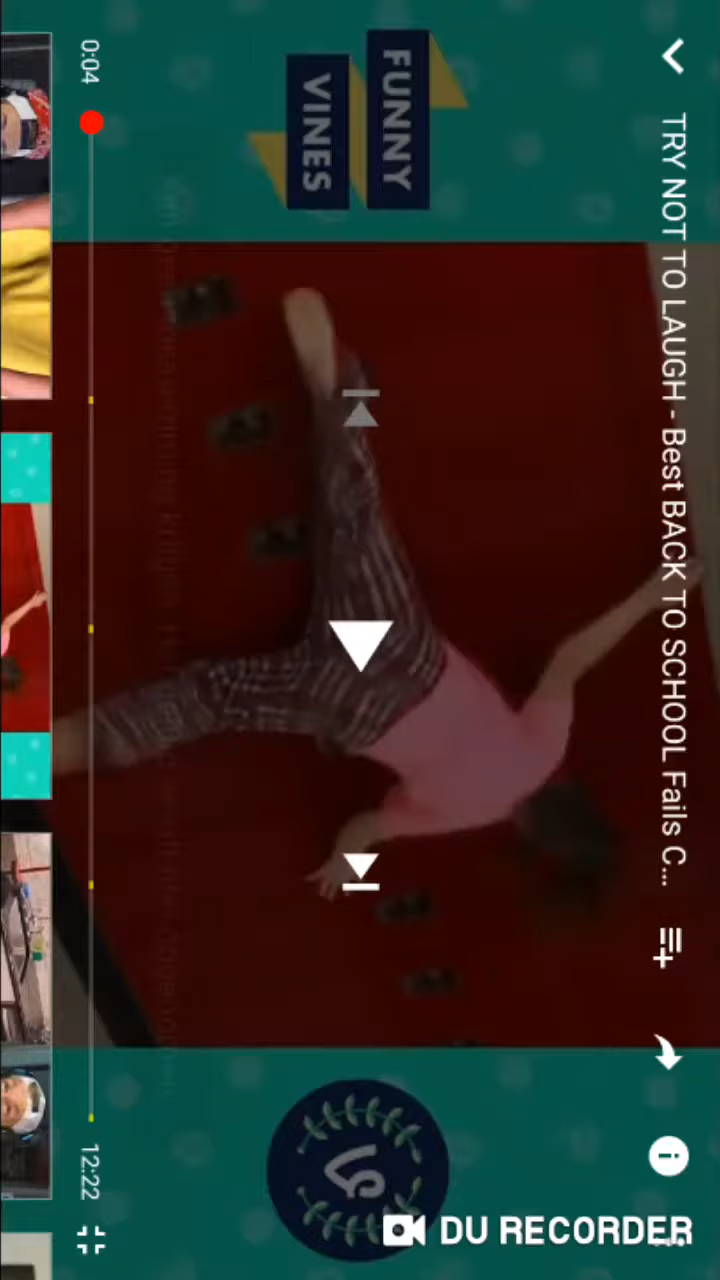 TRY NOT TO LAUGH - Best BACK TO SCHOOL Fails C...
FUNNY
VINES
0:04
12:22
DU RECORDER